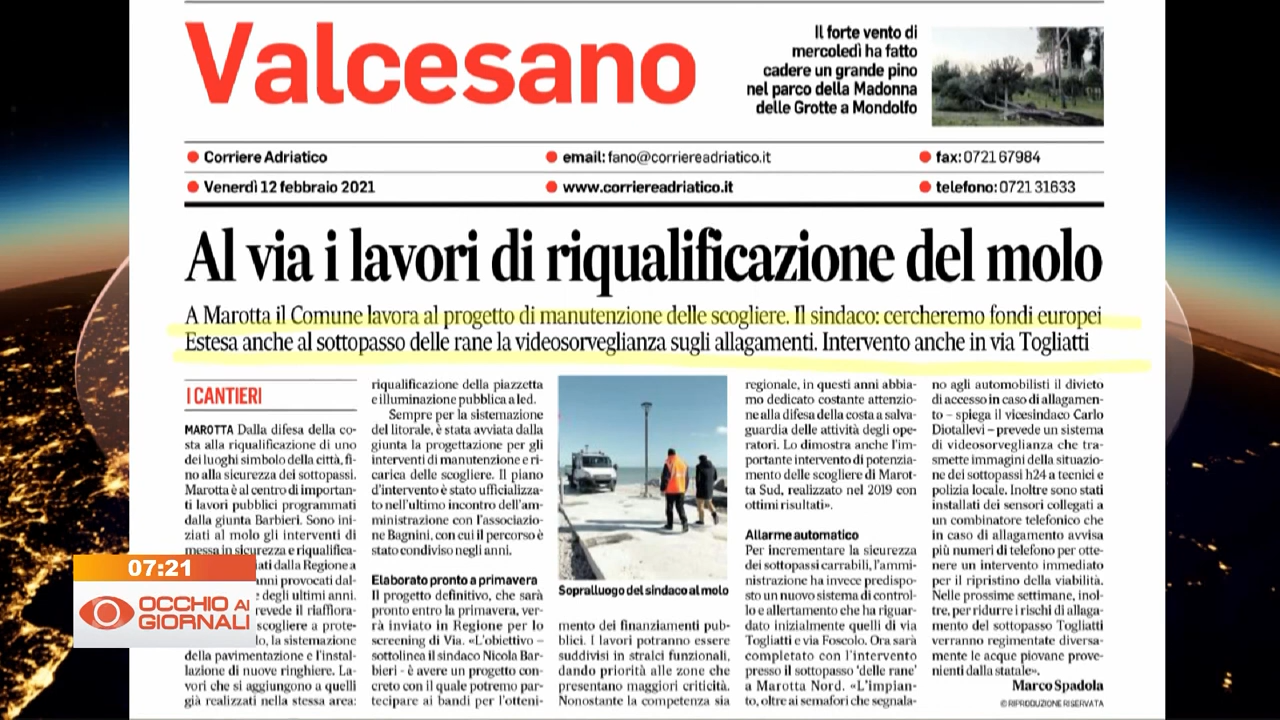 Valcesano
Il forte vento di
mercoledì ha fatto
cadere un grande pino
nel parco della Madonna
delle Grotte a Mondolfo
Corriere Adriatico
email: fano@corriereadriatico.it
fax: 0721 67984
Venerdì 12 febbraio 2021
www.corriereadriatico.it
telefono: 0721 31633
Al via i lavori di riqualificazione del molo
A Marotta il Comune lavora al progetto di manutenzione delle scogliere. Il sindaco: cercheremo fondi europei
Estesa anche al sottopasso delle rane la videosorveglianza sugli allagamenti. Intervento anche in via Togliatti
I CANTIERI
MAROTTA Dalla difesa della co-
sta alla riqualificazione di uno
dei luoghi simbolo della città, fi-
no alla sicurezza dei sottopassi.
Marotta è al centro di importan-
ti lavori pubblici programmati
dalla giunta Barbieri. Sono ini-
ziati al molo gli interventi di
messa in sicurezza e riqualifica-
ati dalla Regione a
nni provocati dal-
e degli ultimi anni.
revede il riaffiora-
scogliere a prote-
lo, la sistemazione
della pavimentazione e l'instal-
lazione di nuove ringhiere. La-
vori che si aggiungono a quelli
già realizzati nella stessa area:
riqualificazione della piazzetta
e illuminazione pubblica a led.
Sempre per la sistemazione
del litorale, è stata avviata dalla
giunta la progettazione per gli
interventi di manutenzione e ri-
carica delle scogliere. Il piano
d'intervento è stato ufficializza-
to nell'ultimo incontro dell'am-
ministrazione con l'associazio-
ne Bagnini, con cui il percorso è
stato condiviso negli anni.
Elaborato pronto a primavera
Il progetto definitivo, che sarà
pronto entro la primavera, ver-
rà inviato in Regione per lo
screening di Via. «L'obiettivo –
sottolinea il sindaco Nicola Bar-
bieri - è avere un progetto con-
creto con il quale potremo par-
tecipare ai bandi per l'otteni-
Sopralluogo del sindaco al molo
mento dei finanziamenti pub-
blici. I lavori potranno essere
suddivisi in stralci funzionali,
dando priorità alle zone che
presentano maggiori criticità.
Nonostante la competenza sia
regionale, in questi anni abbia-
mo dedicato costante attenzio-
ne alla difesa della costa a salva-
guardia delle attività degli ope-
ratori. Lo dimostra anche l'im-
portante intervento di potenzia-
mento delle scogliere di Marot-
ta Sud, realizzato nel 2019 con
ottimi risultati».
Allarme automatico
Per incrementare la sicurezza
dei sottopassi carrabili, l'ammi-
nistrazione ha invece predispo-
sto un nuovo sistema di control-
lo e allertamento che ha riguar-
dato inizialmente quelli di via
Togliatti e via Foscolo. Ora sarà
completato con l'intervento
presso il sottopasso 'delle rane'
a Marotta Nord. «L'impian-
to, oltre ai semafori che segnala-
no agli automobilisti il divieto
di accesso in caso di allagamen-
to – spiega il vicesindaco Carlo
Diotallevi – prevede un sistema
di videosorveglianza che tra-
smette immagini della situazio-
ne dei sottopassi h24 a tecnici e
polizia locale. Inoltre sono stati
installati dei sensori collegati a
un combinatore telefonico che
in caso di allagamento avvisa
più numeri di telefono per otte-
nere un intervento immediato
per il ripristino della viabilità.
Nelle prossime settimane, inol-
tre, per ridurre i rischi di allaga-
mento del sottopasso Togliatti
verranno regimentate diversa-
mente le acque piovane prove-
nienti dalla statale».
Marco Spadola
© RIPRODUZIONE RISERVATA
07:21
OCCHIO AI
GIORNALI